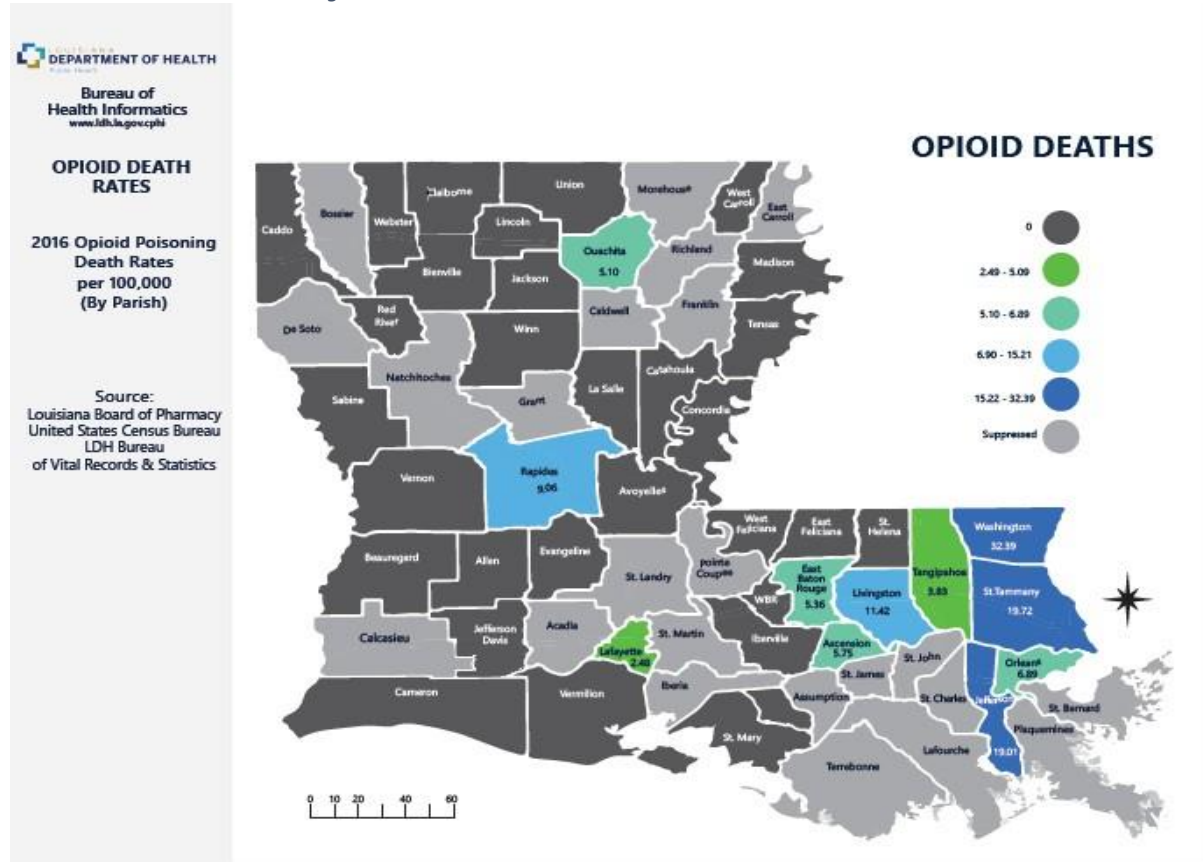 LOUISIANA
DEPARTMENT OF HEALTH
Public Health
Bureau of
Health Informatics
www.ldh.la.gov.cphi
OPIOID DEATH
RATES
2016 Opioid Poisoning
Death Rates
per 100,000
(By Parish)
Source:
Louisiana Board of Pharmacy
United States Census Bureau
LDH Bureau
of Vital Records & Statistics
OPIOID DEATHS
0
2.49 - 5.09
5.10 - 6.89
6.90 - 15.21
15.22 - 32.39
Suppressed
Caddo
Bossier
Webster
Claiborne
Lincoln
Union
Morehouse
West
Carroll
East
Carroll
Ouachita
5.10
Richland
Madison
Bienville
Jackson
De Soto
Red
River
Winn
Caldwell
Franklin
Tensas
Natchitoches
Sabine
Grant
La Salle
Catahoula
Concordia
Vernon
Rapides
9.06
Avoyelles
West
Feliciana
East
Feliciana
St.
Helena
Tangipahoa
3.83
Washington
32.39
Beauregard
Allen
Evangeline
St. Landry
Pointe
Coupee
East
Baton
Rouge
5.36
Livingston
11.42
St.Tammany
19.72
WBR
Calcasieu
Jefferson
Davis
Acadia
Lafayette
2.48
St. Martin
Iberville
Ascension
5.75
St. John
Orleans
6.89
Cameron
Vermilion
Iberia
St. James
Assumption
St. Charles
Jefferson
19.01
St. Bernard
Plaquemines
St. Mary
Lafourche
Terrebonne
0 10 20 40 60